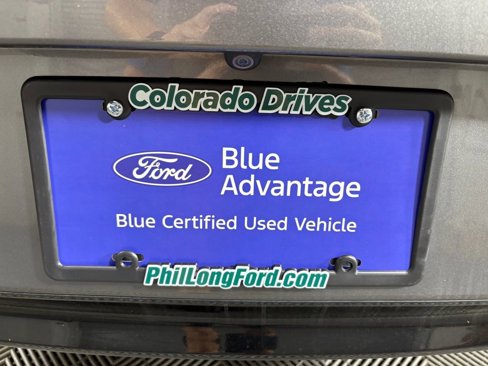 Colorado Drives
Ford
Blue
Advantage
Blue Certified Used Vehicle
PhilLongFord.com